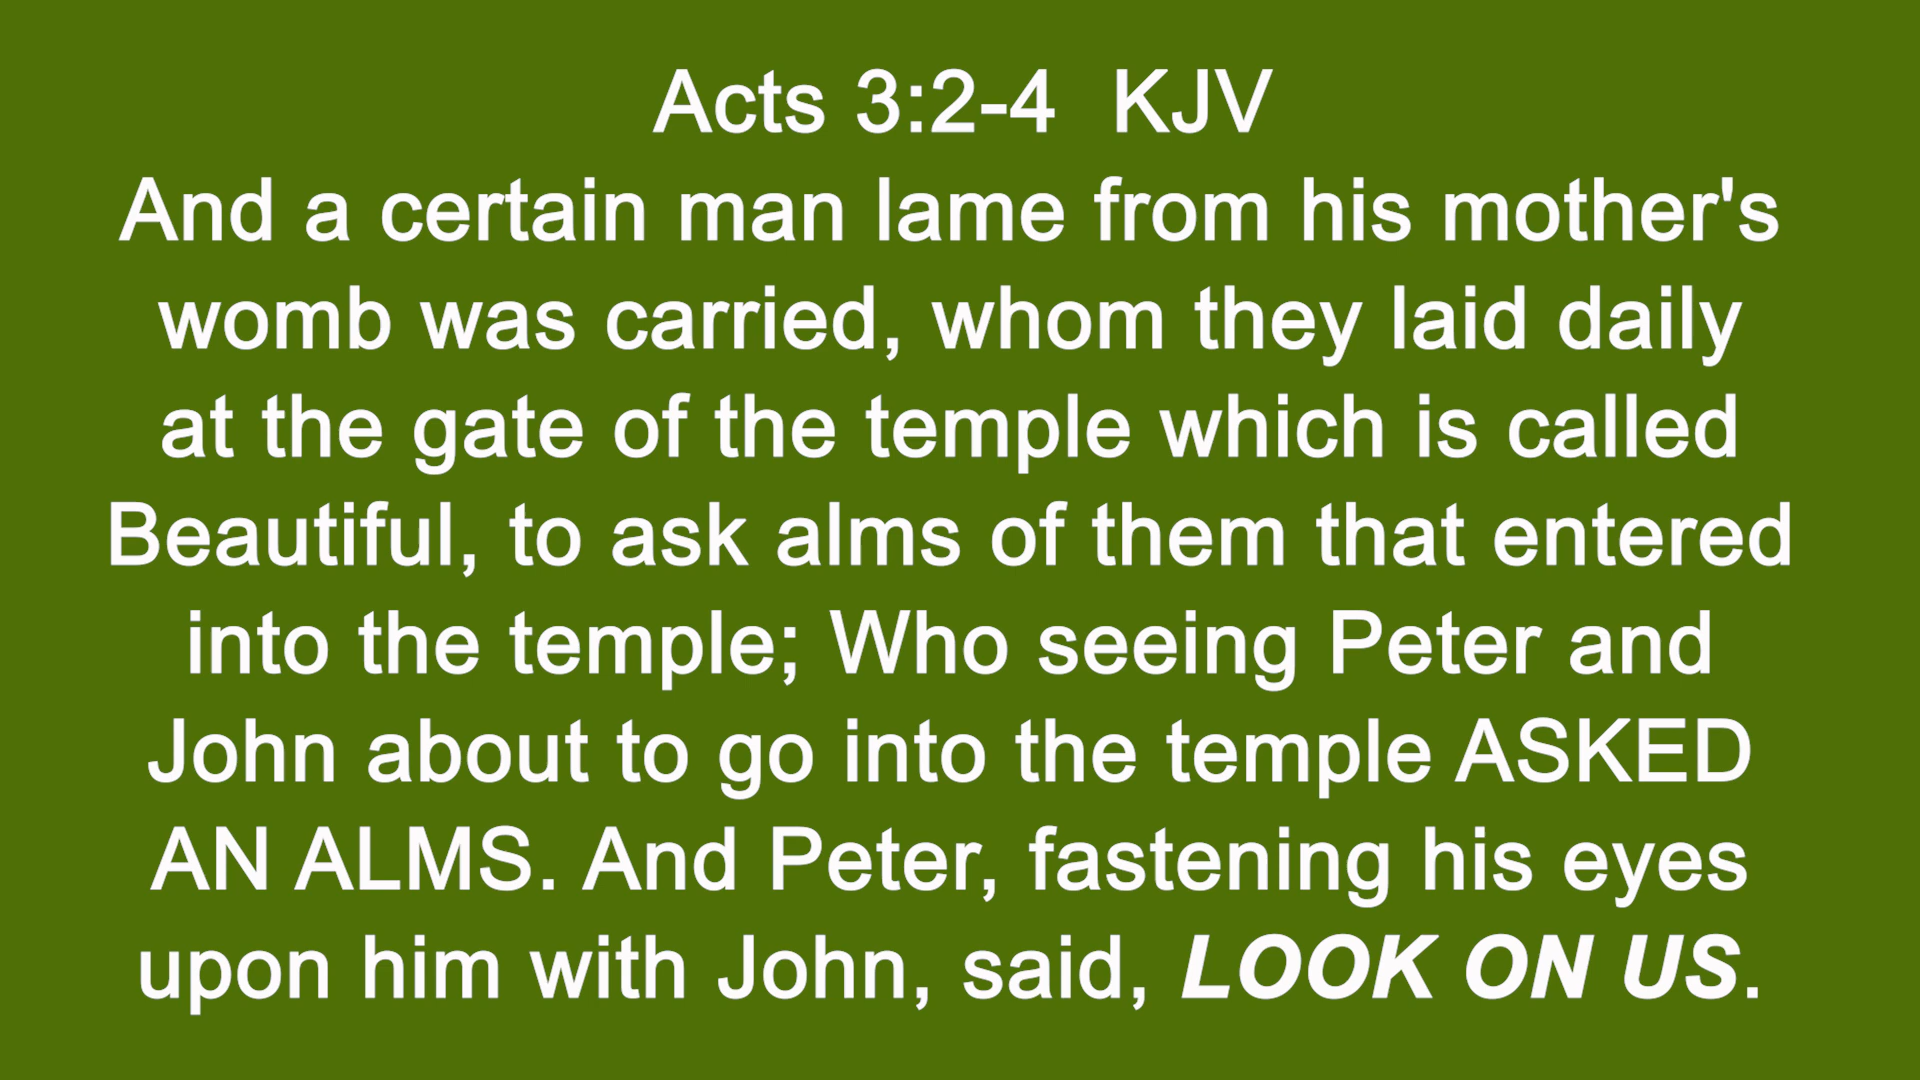 Acts 3:2-4  KJV
And a certain man lame from his mother's
womb was carried, whom they laid daily
at the gate of the temple which is called
Beautiful, to ask alms of them that entered
into the temple; Who seeing Peter and
John about to go into the temple ASKED
AN ALMS. And Peter, fastening his eyes
upon him with John, said, LOOK ON US.